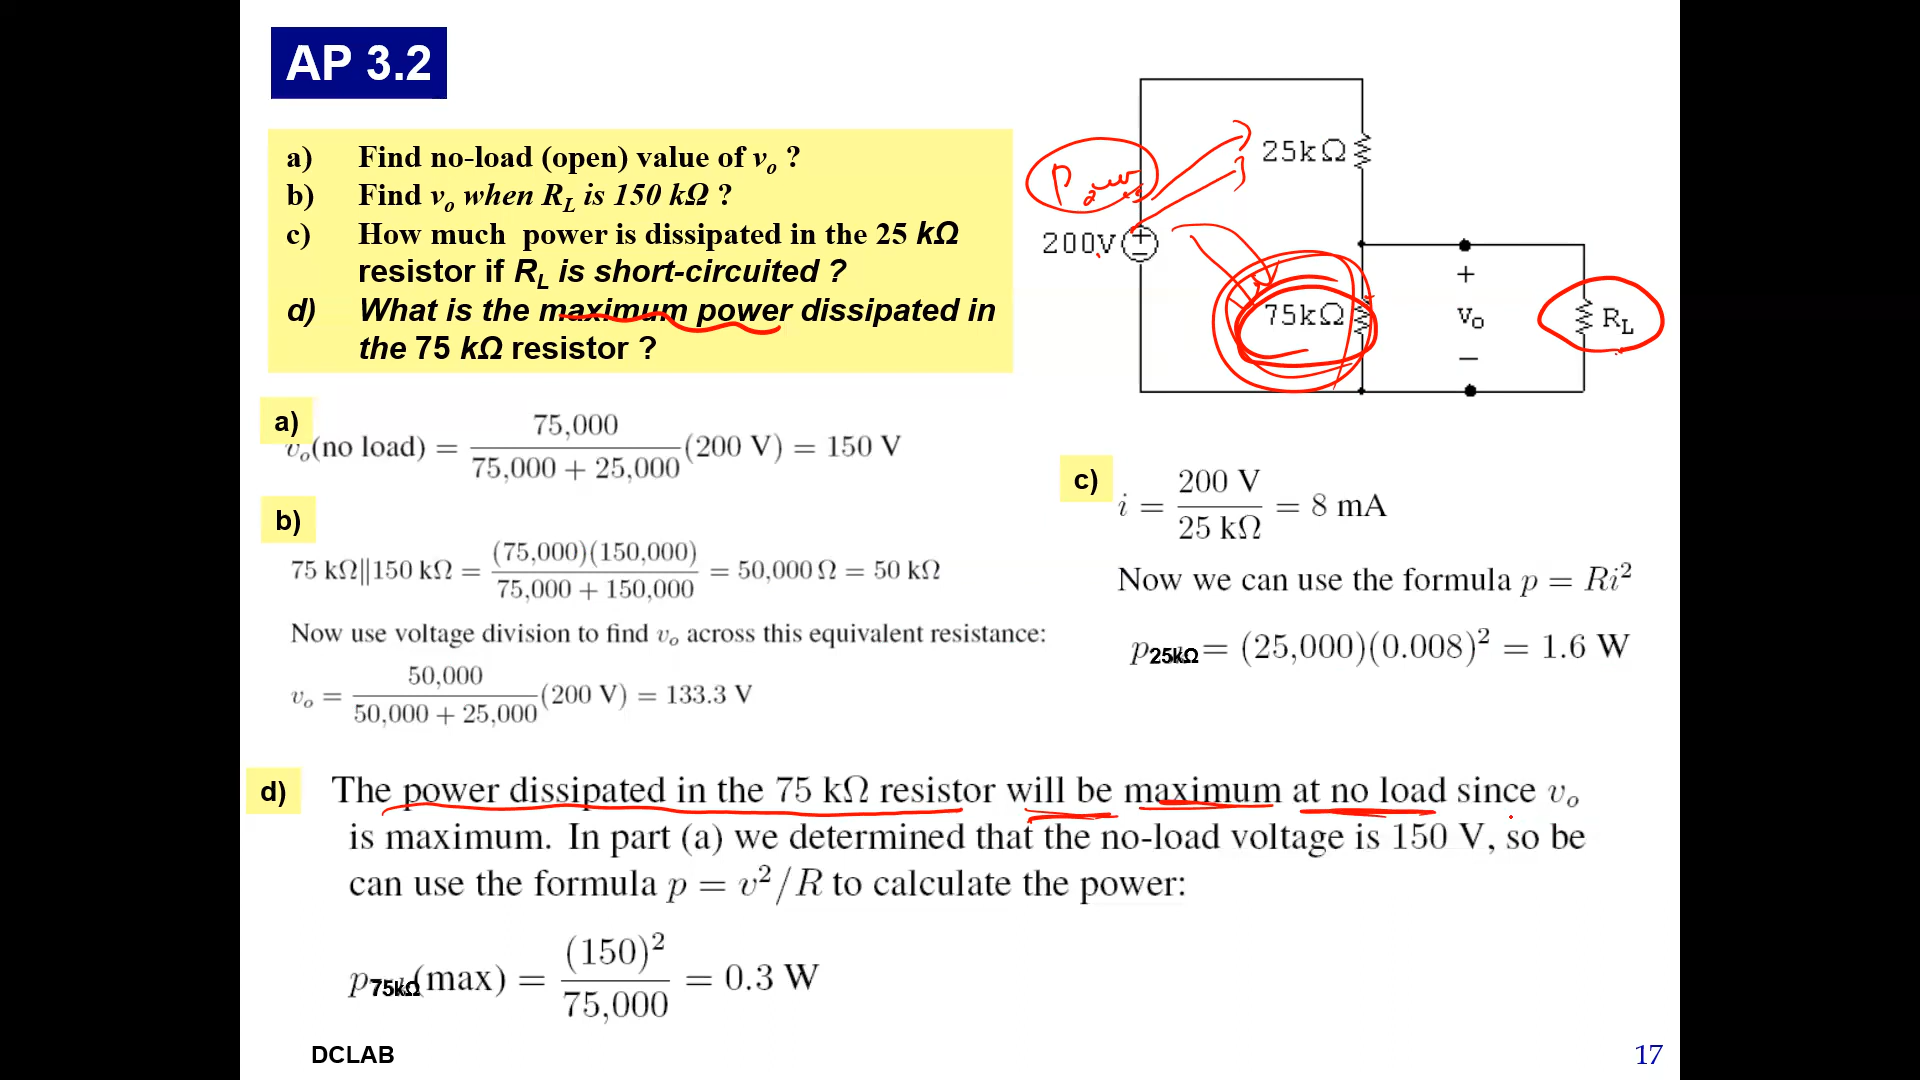 AP 3.2
a) Find no-load (open) value of vo ?
b) Find vo when RL is 150 kΩ ?
c) How much power is dissipated in the 25 kΩ
resistor if RL is short-circuited ?
d) What is the maximum power dissipated in
the 75 kΩ resistor ?
25kΩ
200V
+
−
75kΩ
+
vo
−
RL
a)
vo(no load) = 75,000 / (75,000 + 25,000) (200 V) = 150 V
b)
75 kΩ||150 kΩ = (75,000)(150,000) / (75,000 + 150,000) = 50,000 Ω = 50 kΩ
Now use voltage division to find vo across this equivalent resistance:
vo = 50,000 / (50,000 + 25,000) (200 V) = 133.3 V
c)
i = 200 V / 25 kΩ = 8 mA
Now we can use the formula p = Ri²
p25kΩ = (25,000)(0.008)² = 1.6 W
d)
The power dissipated in the 75 kΩ resistor will be maximum at no load since vo
is maximum. In part (a) we determined that the no-load voltage is 150 V, so be
can use the formula p = v²/R to calculate the power:
p75kΩ(max) = (150)² / 75,000 = 0.3 W
DCLAB
17